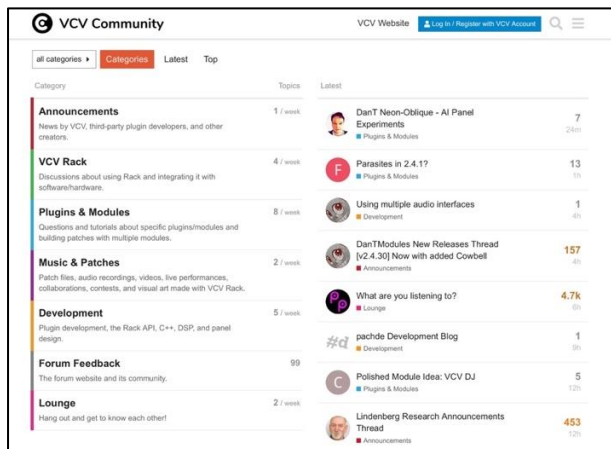 VCV Community
VCV Website
Log In / Register with VCV Account
all categories
Categories
Latest
Top
Category
Topics
Announcements
1 / week
News by VCV, third-party plugin developers, and other
creators.
VCV Rack
4 / week
Discussions about using Rack and integrating it with
software/hardware.
Plugins & Modules
8 / week
Questions and tutorials about specific plugins/modules and
building patches with multiple modules.
Music & Patches
2 / week
Patch files, audio recordings, videos, live performances,
collaborations, contests, and visual art made with VCV Rack.
Development
5 / week
Plugin development, the Rack API, C++, DSP, and panel
design.
Forum Feedback
99
The forum website and its community.
Lounge
2 / week
Hang out and get to know each other!
Latest
DanT Neon-Oblique - AI Panel
Experiments
Plugins & Modules
7
24m
F
Parasites in 2.4.1?
Plugins & Modules
13
1h
Using multiple audio interfaces
Development
1
4h
DanTModules New Releases Thread
[v2.4.30] Now with added Cowbell
Announcements
157
4h
PP
What are you listening to?
Lounge
4.7k
6h
#d
pachde Development Blog
Development
1
9h
C
Polished Module Idea: VCV DJ
Plugins & Modules
5
12h
Lindenberg Research Announcements
Thread
Announcements
453
12h